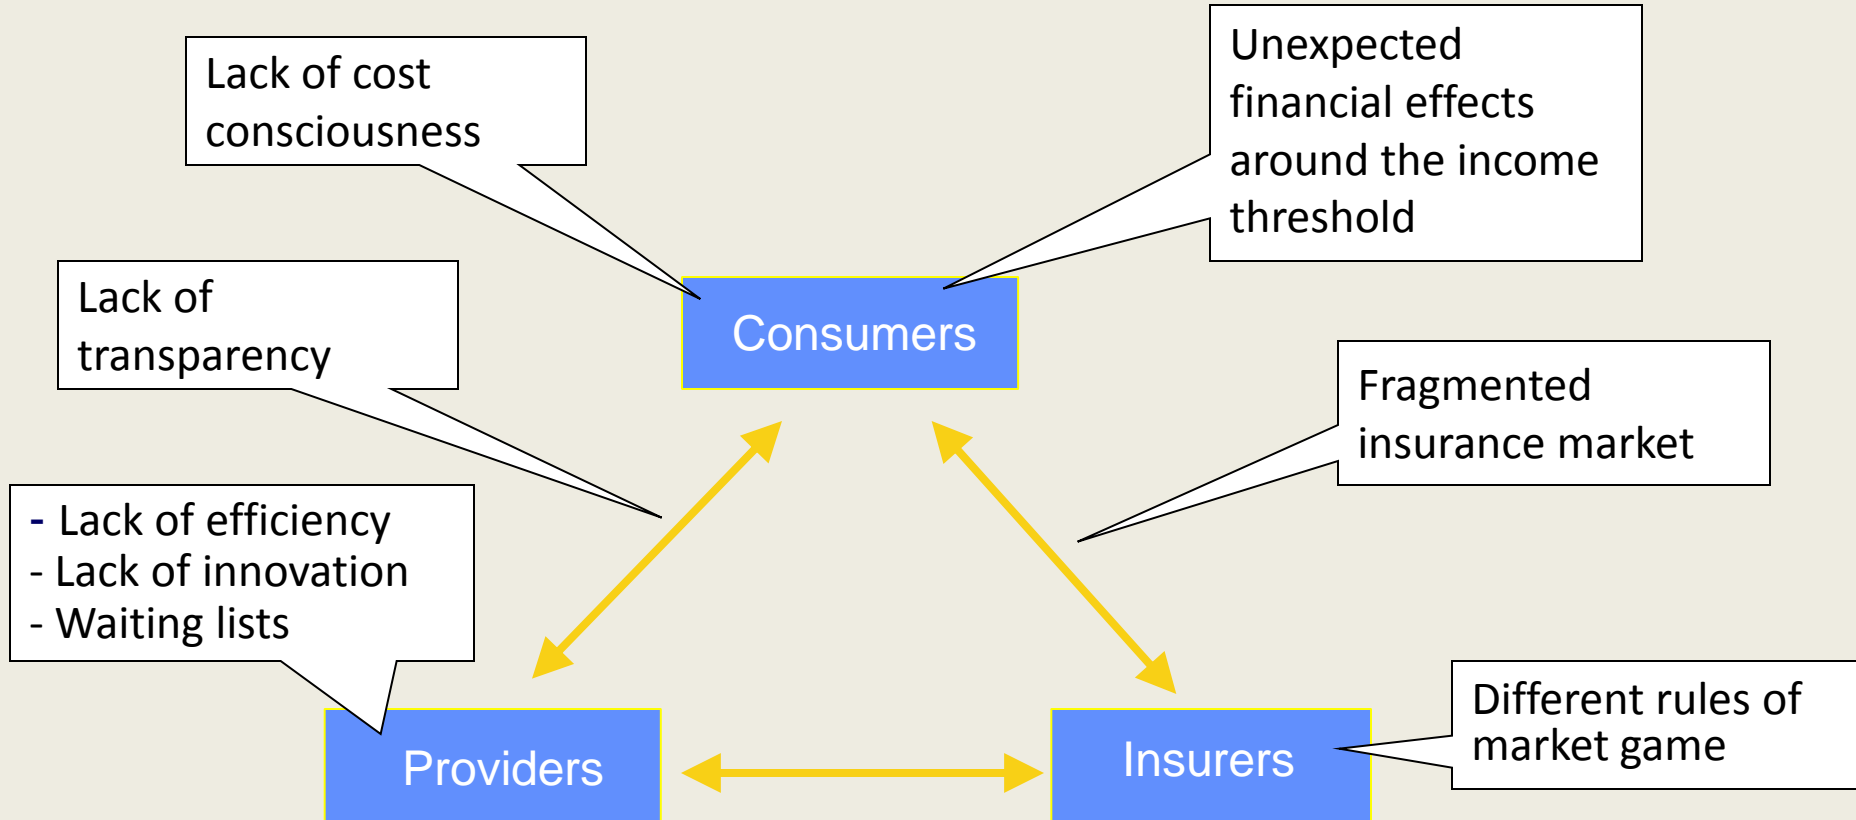 Lack of cost
consciousness
Unexpected
financial effects
around the income
threshold
Lack of
transparency
Consumers
Fragmented
insurance market
- Lack of efficiency
- Lack of innovation
- Waiting lists
Providers
Insurers
Different rules of
market game